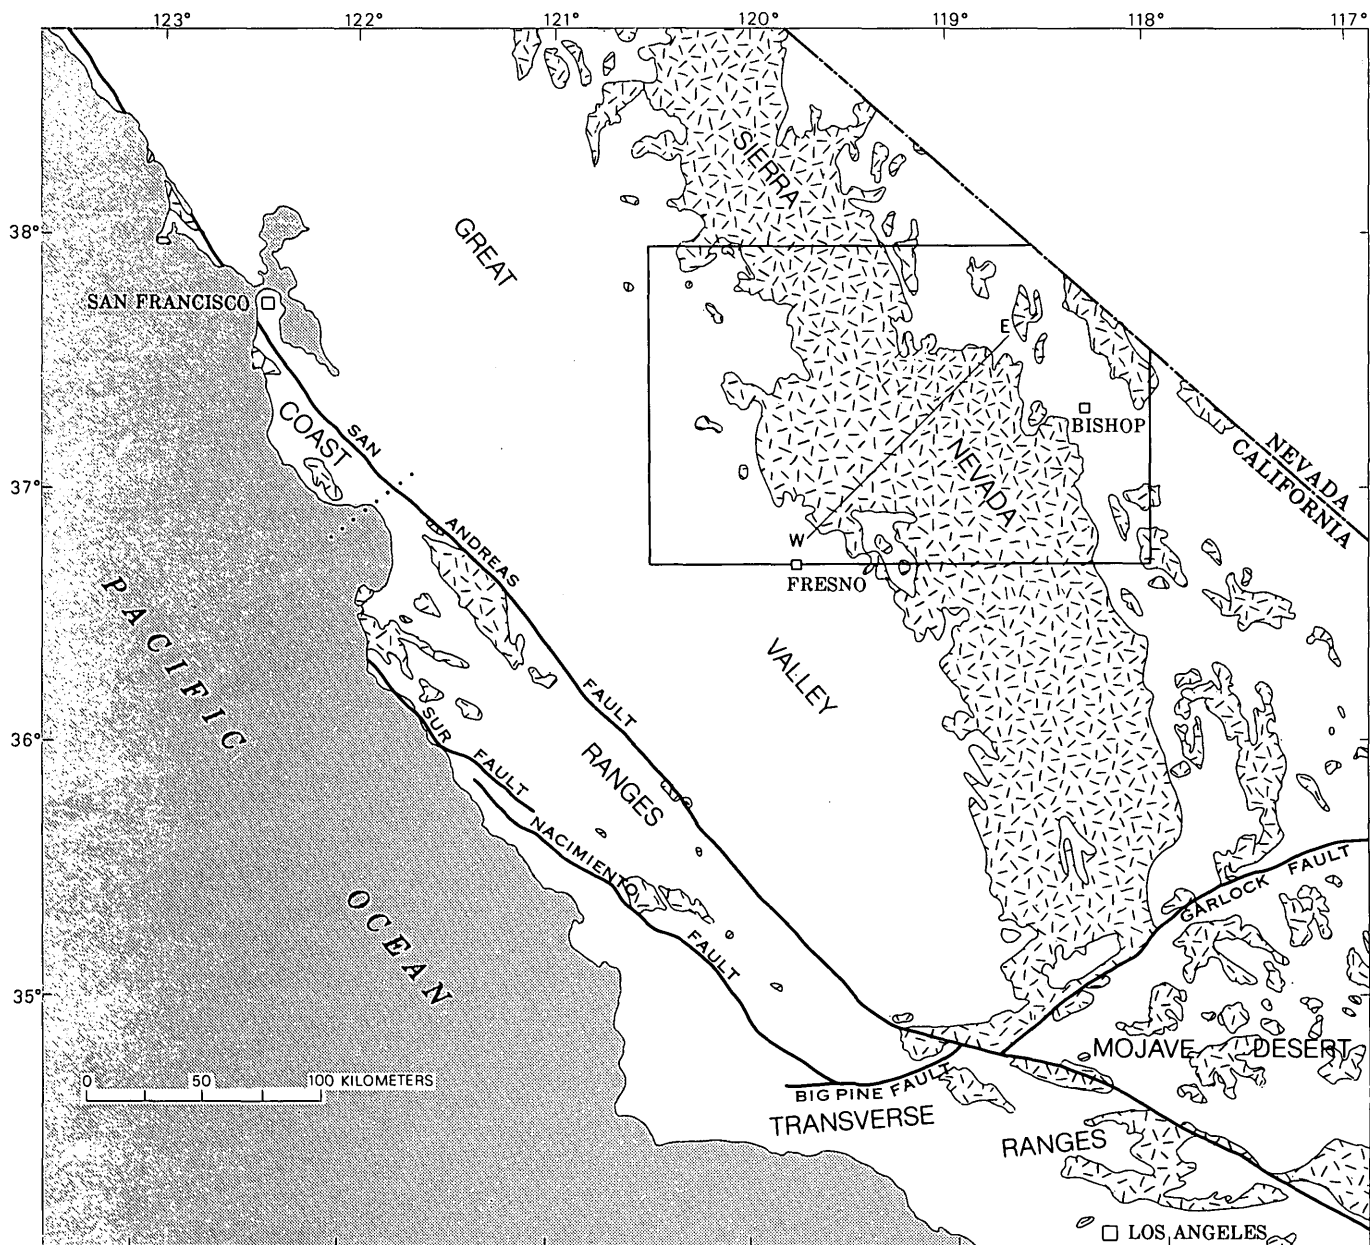 123° 122° 121° 120° 119° 118° 117°
SIERRA
38°
GREAT
SAN FRANCISCO
E
COAST
SAN
BISHOP
NEVADA
NEVADA
CALIFORNIA
37°
ANDREAS
W
FRESNO
PACIFIC
VALLEY
FAULT
SUR
36°
FAULT
RANGES
NACIMIENTO
GARLOCK FAULT
OCEAN
FAULT
35°
MOJAVE DESERT
0 50 100 KILOMETERS
BIG PINE FAULT
TRANSVERSE
RANGES
LOS ANGELES